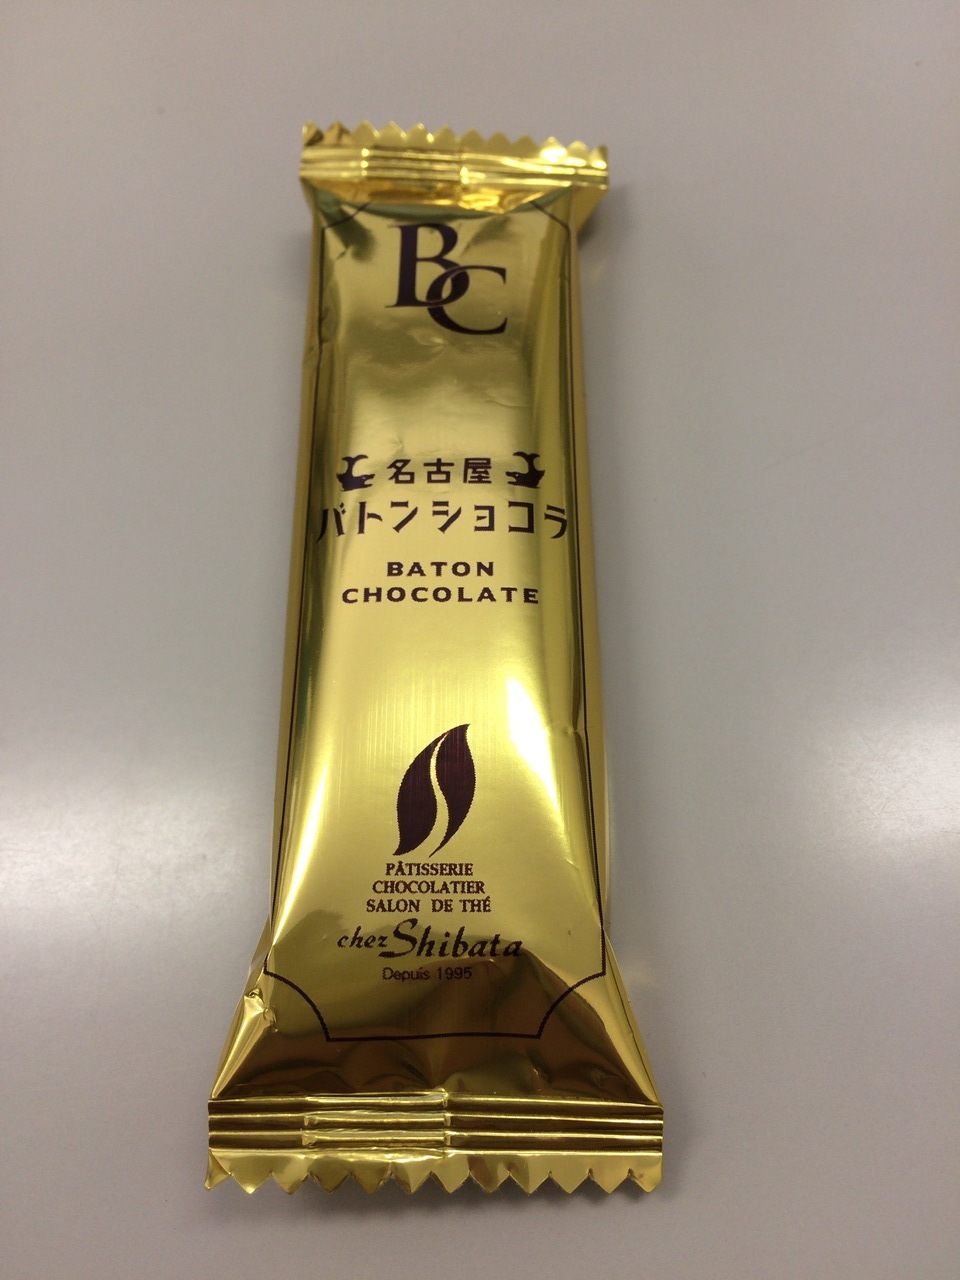 BC
名古屋
バトンショコラ
BATON
CHOCOLATE
PÂTISSERIE
CHOCOLATIER
SALON DE THÉ
chez Shibata
Depuis 1995